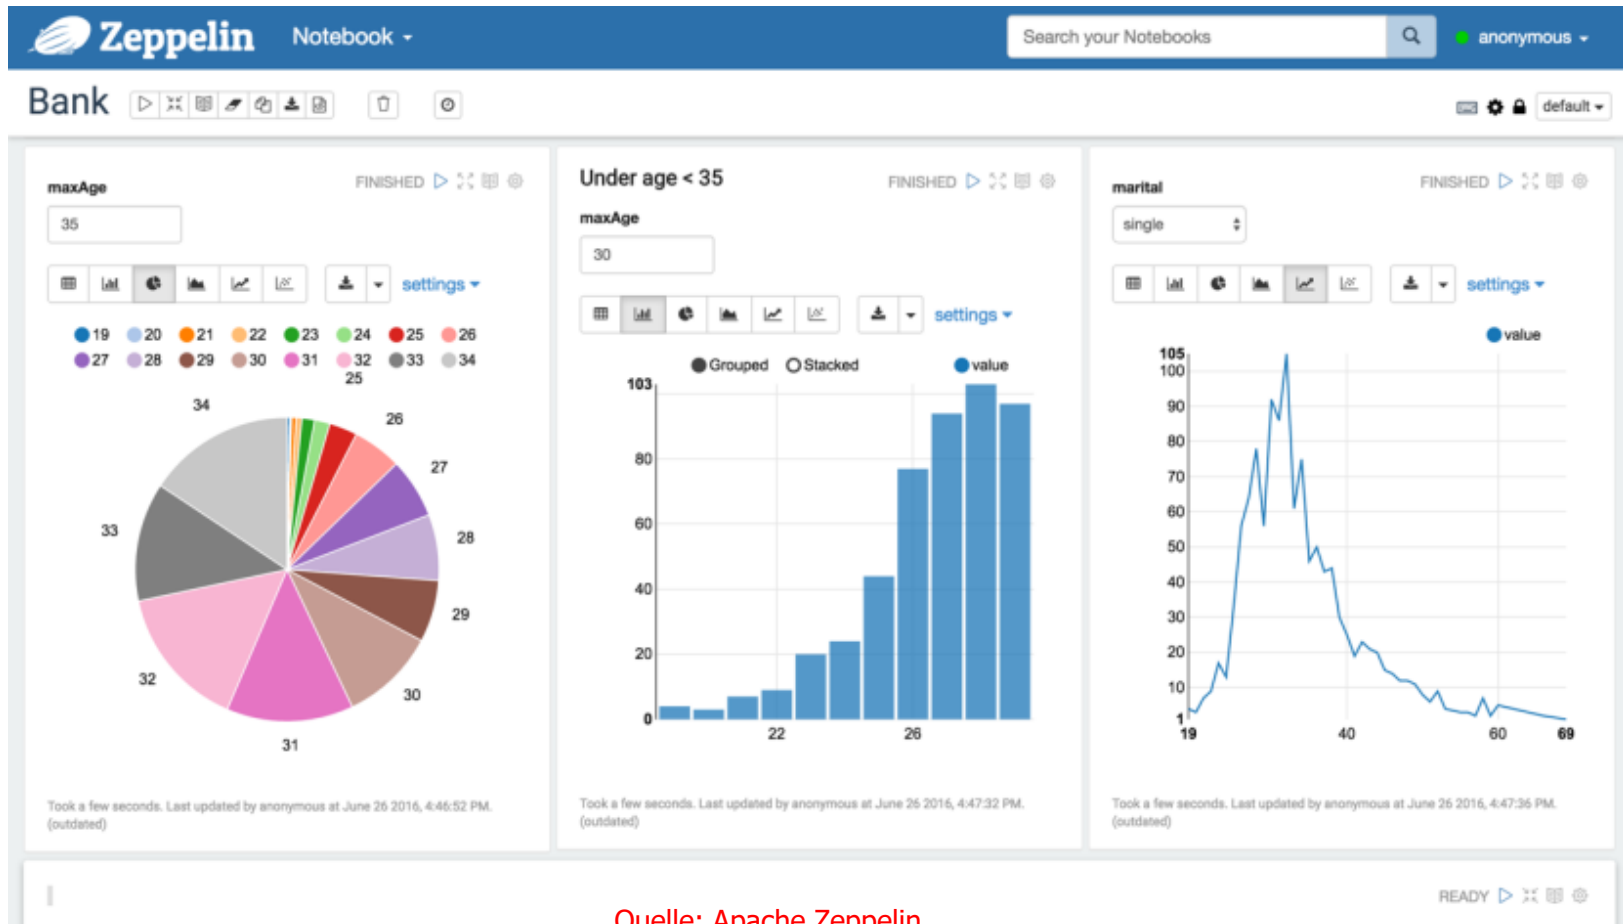 Zeppelin Notebook Search your Notebooks anonymous
Bank default
maxAge FINISHED
35
settings
19 20 21 22 23 24 25 26
27 28 29 30 31 32 33 34
25
34
26
27
33
28
29
32
30
31
Took a few seconds. Last updated by anonymous at June 26 2016, 4:46:52 PM.
(outdated)
Under age < 35 FINISHED
maxAge
30
settings
Grouped Stacked value
103
80
60
40
20
0
22 26
Took a few seconds. Last updated by anonymous at June 26 2016, 4:47:32 PM.
(outdated)
marital FINISHED
single
settings
value
105
100
90
80
70
60
50
40
30
20
10
1
19 40 60 69
Took a few seconds. Last updated by anonymous at June 26 2016, 4:47:36 PM.
(outdated)
READY
Quelle: Apache Zeppelin